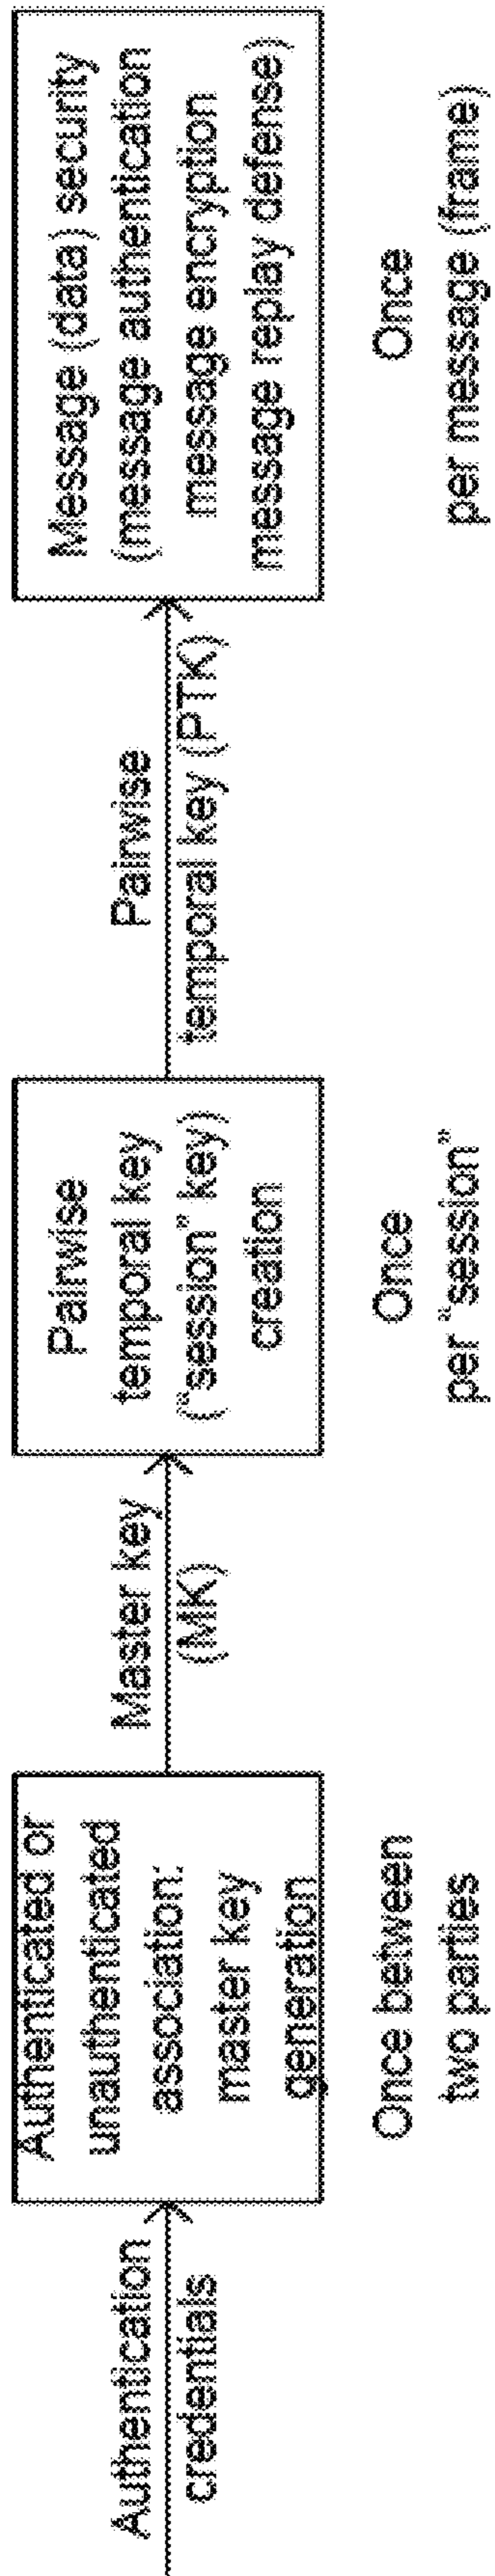 Authentication
credentials
Authenticated or
unauthenticated
association:
master key
generation
Once between
two parties
Master key
(MK)
Pairwise
temporal key
("session" key)
creation
Once
per "session"
Pairwise
temporal key (PTK)
Message (data) security
(message authentication
message encryption
message replay defense)
Once
per message (frame)